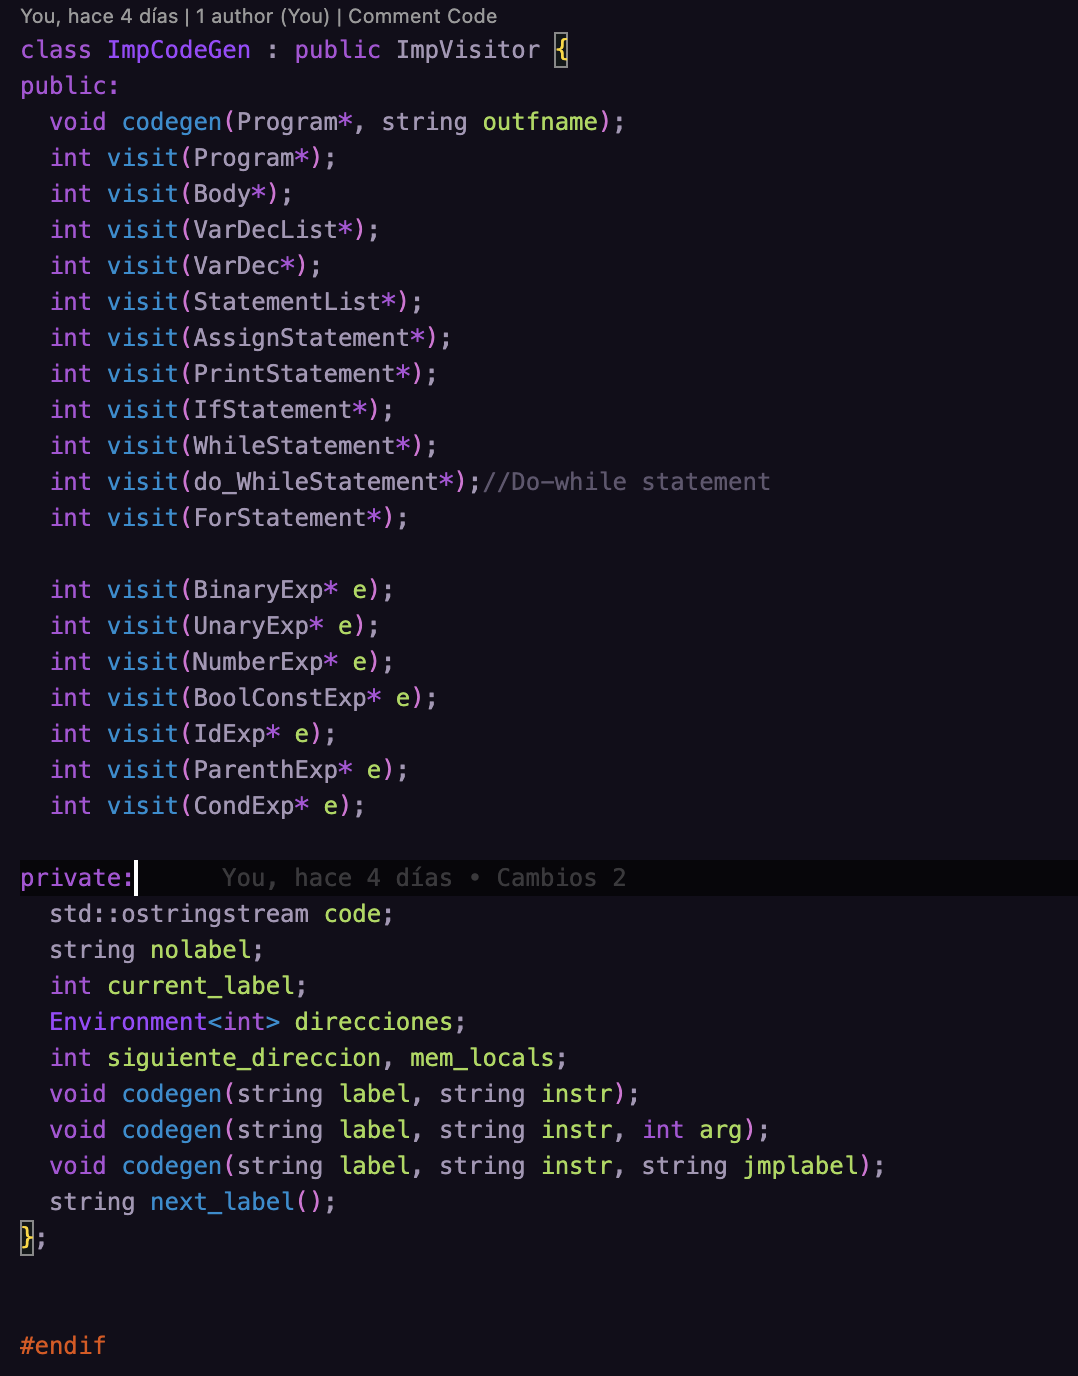 You, hace 4 días | 1 author (You) | Comment Code
class ImpCodeGen : public ImpVisitor {
public:
  void codegen(Program*, string outfname);
  int visit(Program*);
  int visit(Body*);
  int visit(VarDecList*);
  int visit(VarDec*);
  int visit(StatementList*);
  int visit(AssignStatement*);
  int visit(PrintStatement*);
  int visit(IfStatement*);
  int visit(WhileStatement*);
  int visit(do_WhileStatement*);//Do-while statement
  int visit(ForStatement*);

  int visit(BinaryExp* e);
  int visit(UnaryExp* e);
  int visit(NumberExp* e);
  int visit(BoolConstExp* e);
  int visit(IdExp* e);
  int visit(ParenthExp* e);
  int visit(CondExp* e);

private:      You, hace 4 días • Cambios 2
  std::ostringstream code;
  string nolabel;
  int current_label;
  Environment<int> direcciones;
  int siguiente_direccion, mem_locals;
  void codegen(string label, string instr);
  void codegen(string label, string instr, int arg);
  void codegen(string label, string instr, string jmplabel);
  string next_label();
};

#endif